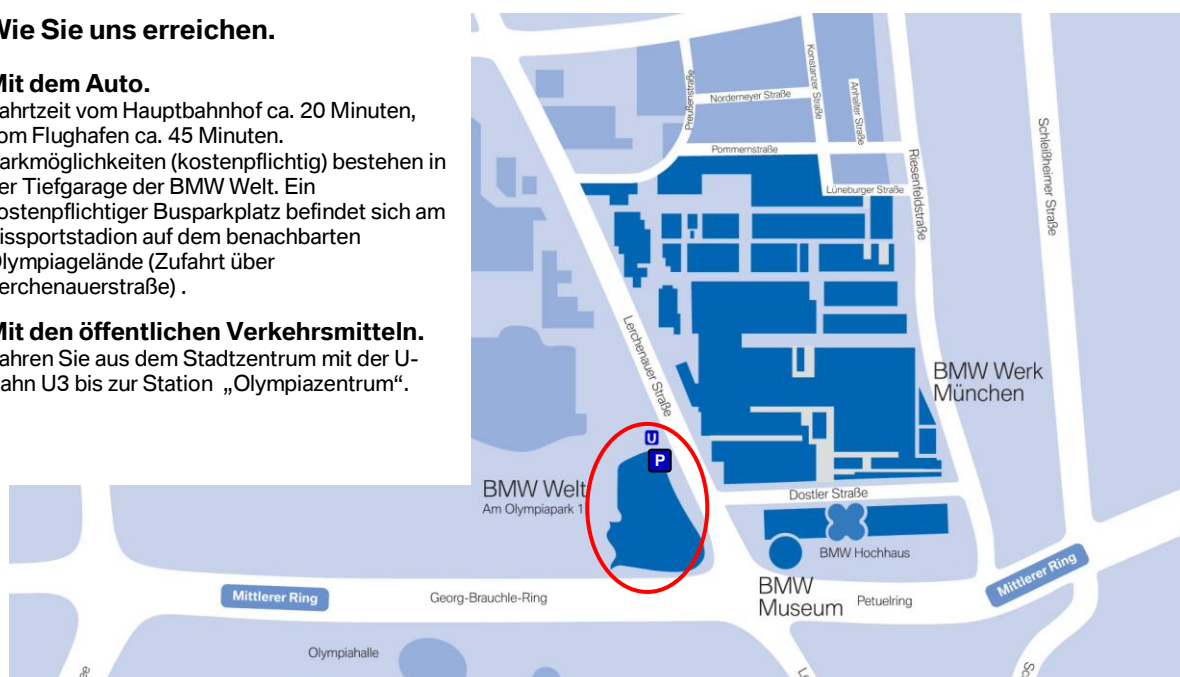 Wie Sie uns erreichen.
Mit dem Auto.
ahrtzeit vom Hauptbahnhof ca. 20 Minuten,
om Flughafen ca. 45 Minuten.
arkmöglichkeiten (kostenpflichtig) bestehen in
er Tiefgarage der BMW Welt. Ein
ostenpflichtiger Busparkplatz befindet sich am
issportstadion auf dem benachbarten
lympiagelände (Zufahrt über
erchenauerstraße) .
Mit den öffentlichen Verkehrsmitteln.
ahren Sie aus dem Stadtzentrum mit der U-
ahn U3 bis zur Station „Olympiazentrum“.
Preußenstraße
Norderneyer Straße
Konstanzer Straße
Anhalter Straße
Pommernstraße
Lüneburger Straße
Riesenfeldstraße
Schleißheimer Straße
Lerchenauer Straße
BMW Werk
München
U
P
BMW Welt
Am Olympiapark 1
Dostler Straße
BMW Hochhaus
BMW
Museum
Petuelring
Mittlerer Ring
Mittlerer Ring
Georg-Brauchle-Ring
Olympiahalle